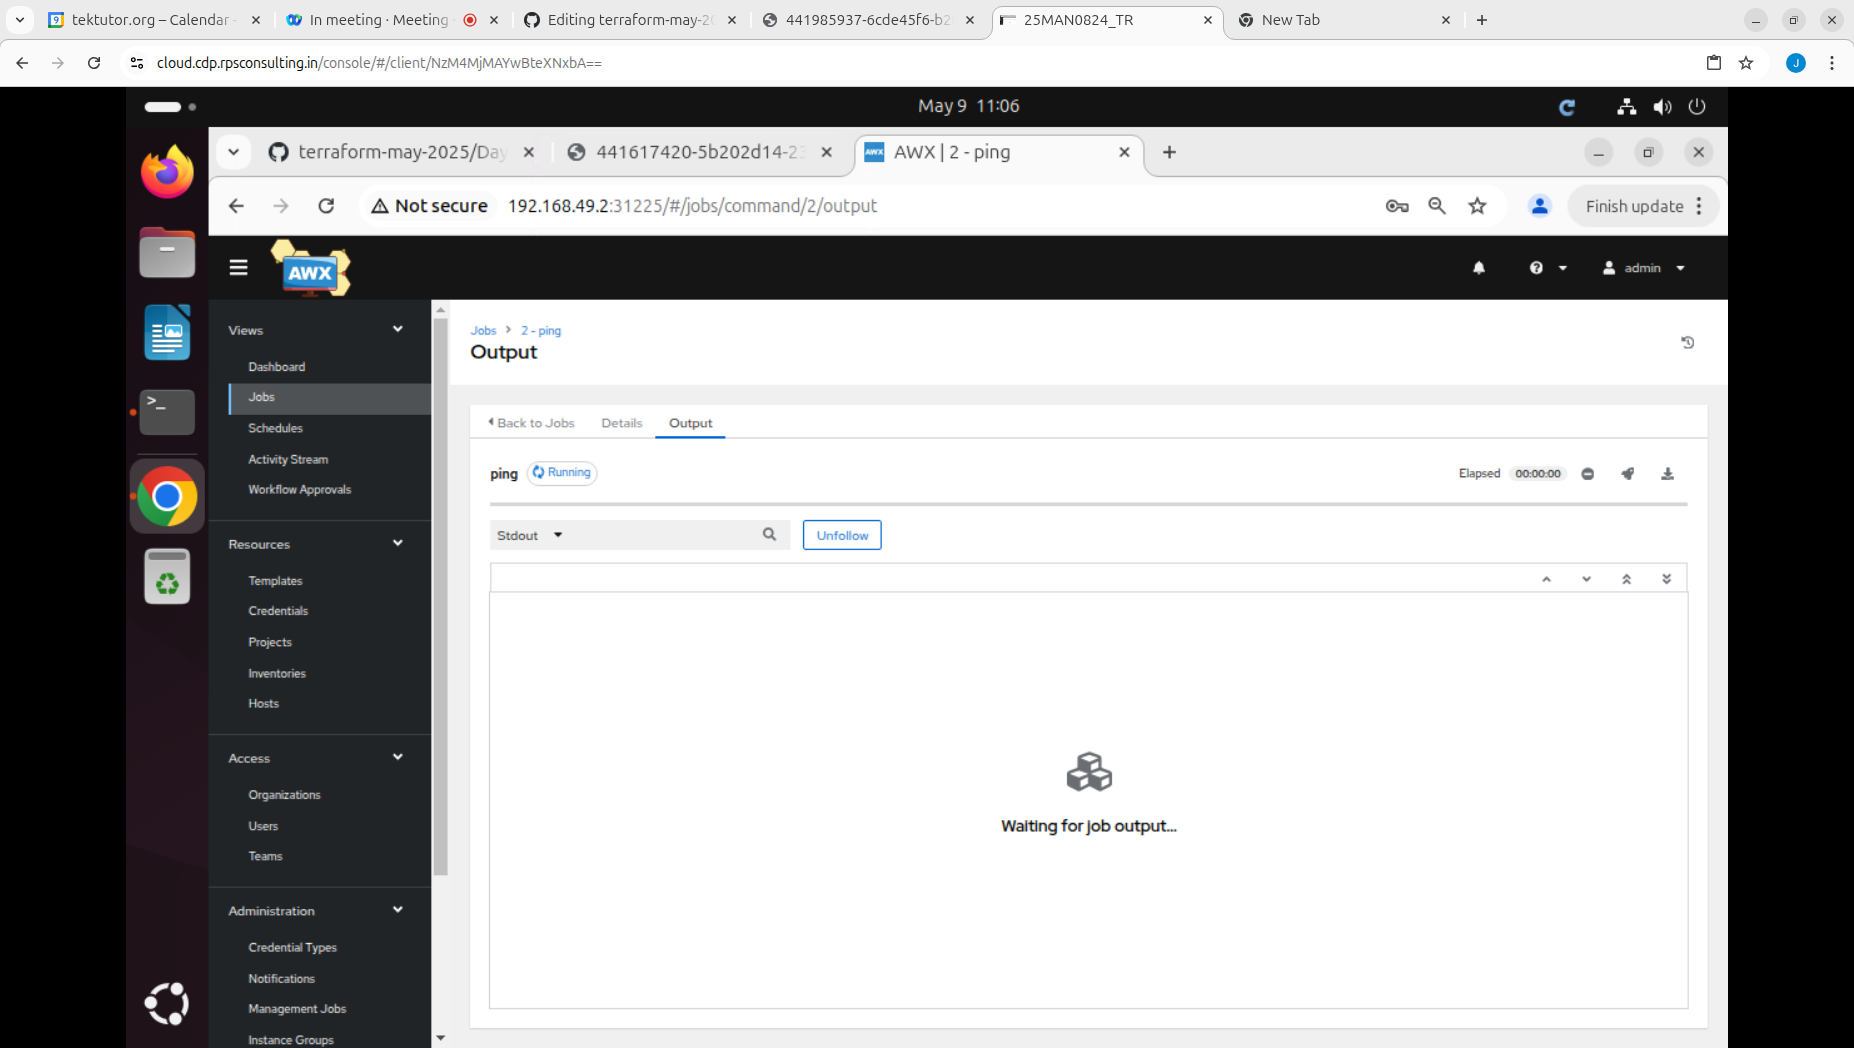 tektutor.org – Calendar
In meeting · Meeting
Editing terraform-may-20
441985937-6cde45f6-b2
25MAN0824_TR
New Tab
cloud.cdp.rpsconsulting.in/console/#/client/NzM4MjMAYwBteXNxbA==
May 9 11:06
terraform-may-2025/Day
441617420-5b202d14-23
AWX | 2 - ping
Not secure
192.168.49.2:31225/#/jobs/command/2/output
Finish update
AWX
admin
Views
Dashboard
Jobs
Schedules
Activity Stream
Workflow Approvals
Resources
Templates
Credentials
Projects
Inventories
Hosts
Access
Organizations
Users
Teams
Administration
Credential Types
Notifications
Management Jobs
Instance Groups
Jobs > 2 - ping
Output
Back to Jobs
Details
Output
ping
Running
Elapsed 00:00:00
Stdout
Unfollow
Waiting for job output...